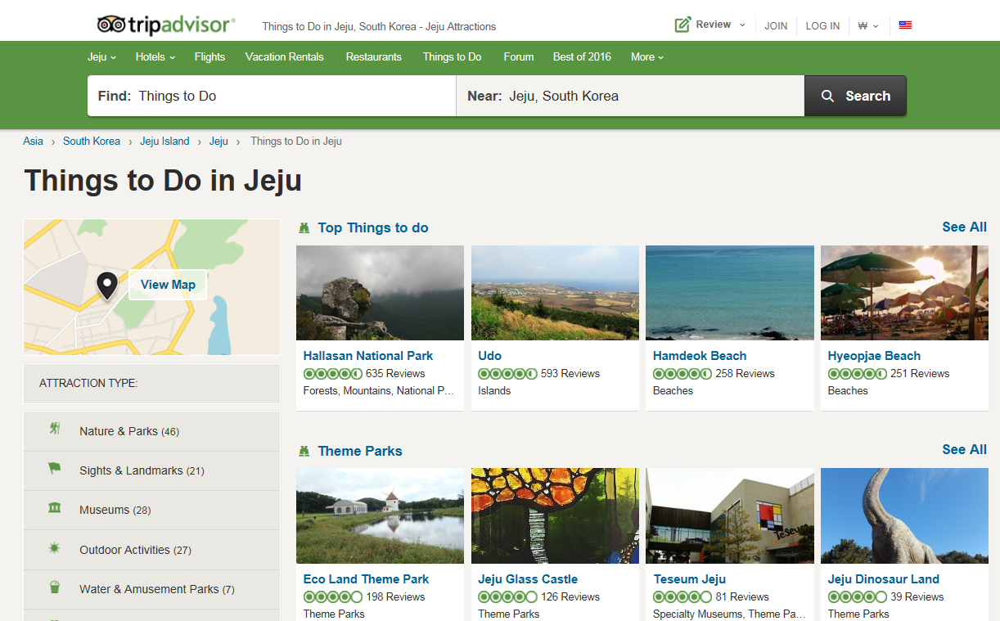 tripadvisor®
Things to Do in Jeju, South Korea - Jeju Attractions
Review
JOIN
LOG IN
₩
Jeju
Hotels
Flights
Vacation Rentals
Restaurants
Things to Do
Forum
Best of 2016
More
Find: Things to Do
Near: Jeju, South Korea
Search
Asia › South Korea › Jeju Island › Jeju › Things to Do in Jeju
Things to Do in Jeju
View Map
ATTRACTION TYPE:
Nature & Parks (46)
Sights & Landmarks (21)
Museums (28)
Outdoor Activities (27)
Water & Amusement Parks (7)
Top Things to do
See All
Hallasan National Park
635 Reviews
Forests, Mountains, National P...
Udo
593 Reviews
Islands
Hamdeok Beach
258 Reviews
Beaches
Hyeopjae Beach
251 Reviews
Beaches
Theme Parks
See All
Eco Land Theme Park
198 Reviews
Theme Parks
Jeju Glass Castle
126 Reviews
Theme Parks
TeSeum
Teseum Jeju
81 Reviews
Specialty Museums, Theme Pa...
Jeju Dinosaur Land
39 Reviews
Theme Parks